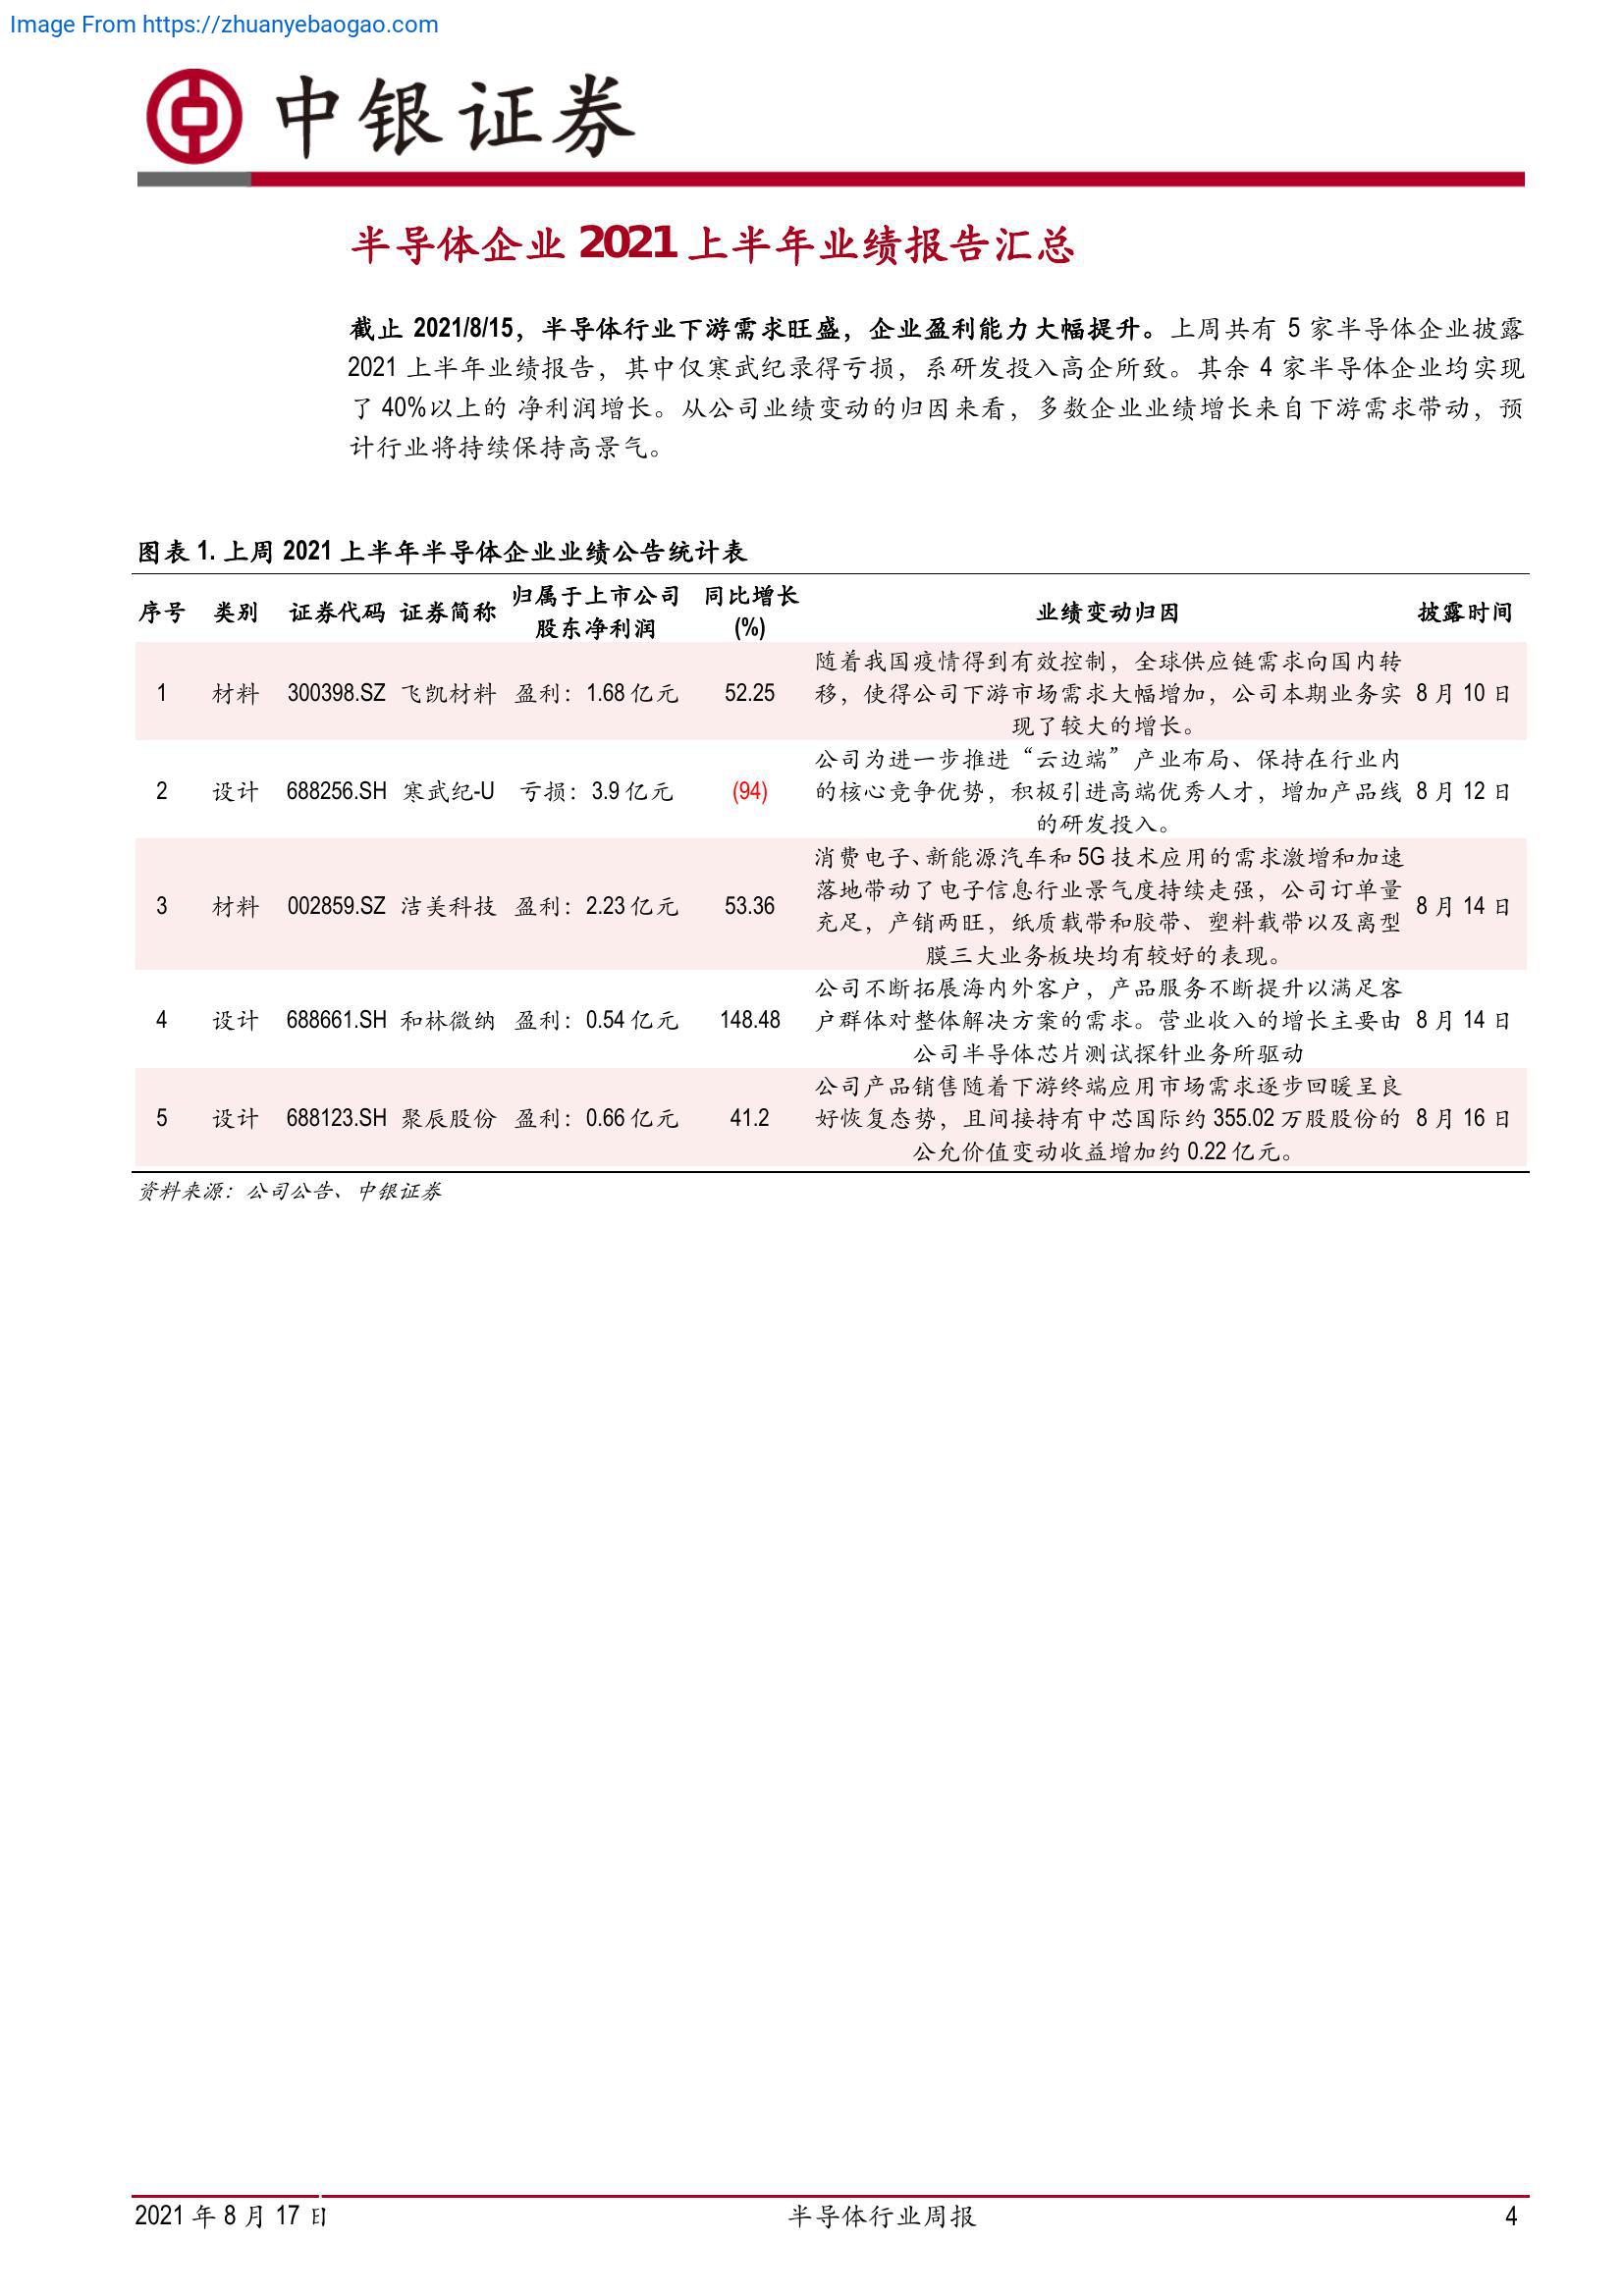 Image From https://zhuanyebaogao.com
中银证券
半导体企业 2021 上半年业绩报告汇总
截止 2021/8/15，半导体行业下游需求旺盛，企业盈利能力大幅提升。上周共有 5 家半导体企业披露
2021 上半年业绩报告，其中仅寒武纪录得亏损，系研发投入高企所致。其余 4 家半导体企业均实现
了 40%以上的 净利润增长。从公司业绩变动的归因来看，多数企业业绩增长来自下游需求带动，预
计行业将持续保持高景气。
图表 1. 上周 2021 上半年半导体企业业绩公告统计表
序号 类别 证券代码 证券简称 归属于上市公司 同比增长 业绩变动归因 披露时间
股东净利润 (%)
随着我国疫情得到有效控制，全球供应链需求向国内转
1 材料 300398.SZ 飞凯材料 盈利：1.68 亿元 52.25 移，使得公司下游市场需求大幅增加，公司本期业务实 8 月 10 日
现了较大的增长。
公司为进一步推进“云边端”产业布局、保持在行业内
2 设计 688256.SH 寒武纪-U 亏损：3.9 亿元 (94) 的核心竞争优势，积极引进高端优秀人才，增加产品线 8 月 12 日
的研发投入。
消费电子、新能源汽车和 5G 技术应用的需求激增和加速
落地带动了电子信息行业景气度持续走强，公司订单量
3 材料 002859.SZ 洁美科技 盈利：2.23 亿元 53.36 充足，产销两旺，纸质载带和胶带、塑料载带以及离型 8 月 14 日
膜三大业务板块均有较好的表现。
公司不断拓展海内外客户，产品服务不断提升以满足客
4 设计 688661.SH 和林微纳 盈利：0.54 亿元 148.48 户群体对整体解决方案的需求。营业收入的增长主要由 8 月 14 日
公司半导体芯片测试探针业务所驱动
公司产品销售随着下游终端应用市场需求逐步回暖呈良
5 设计 688123.SH 聚辰股份 盈利：0.66 亿元 41.2 好恢复态势，且间接持有中芯国际约 355.02 万股股份的 8 月 16 日
公允价值变动收益增加约 0.22 亿元。
资料来源：公司公告、中银证券
2021 年 8 月 17 日 半导体行业周报 4